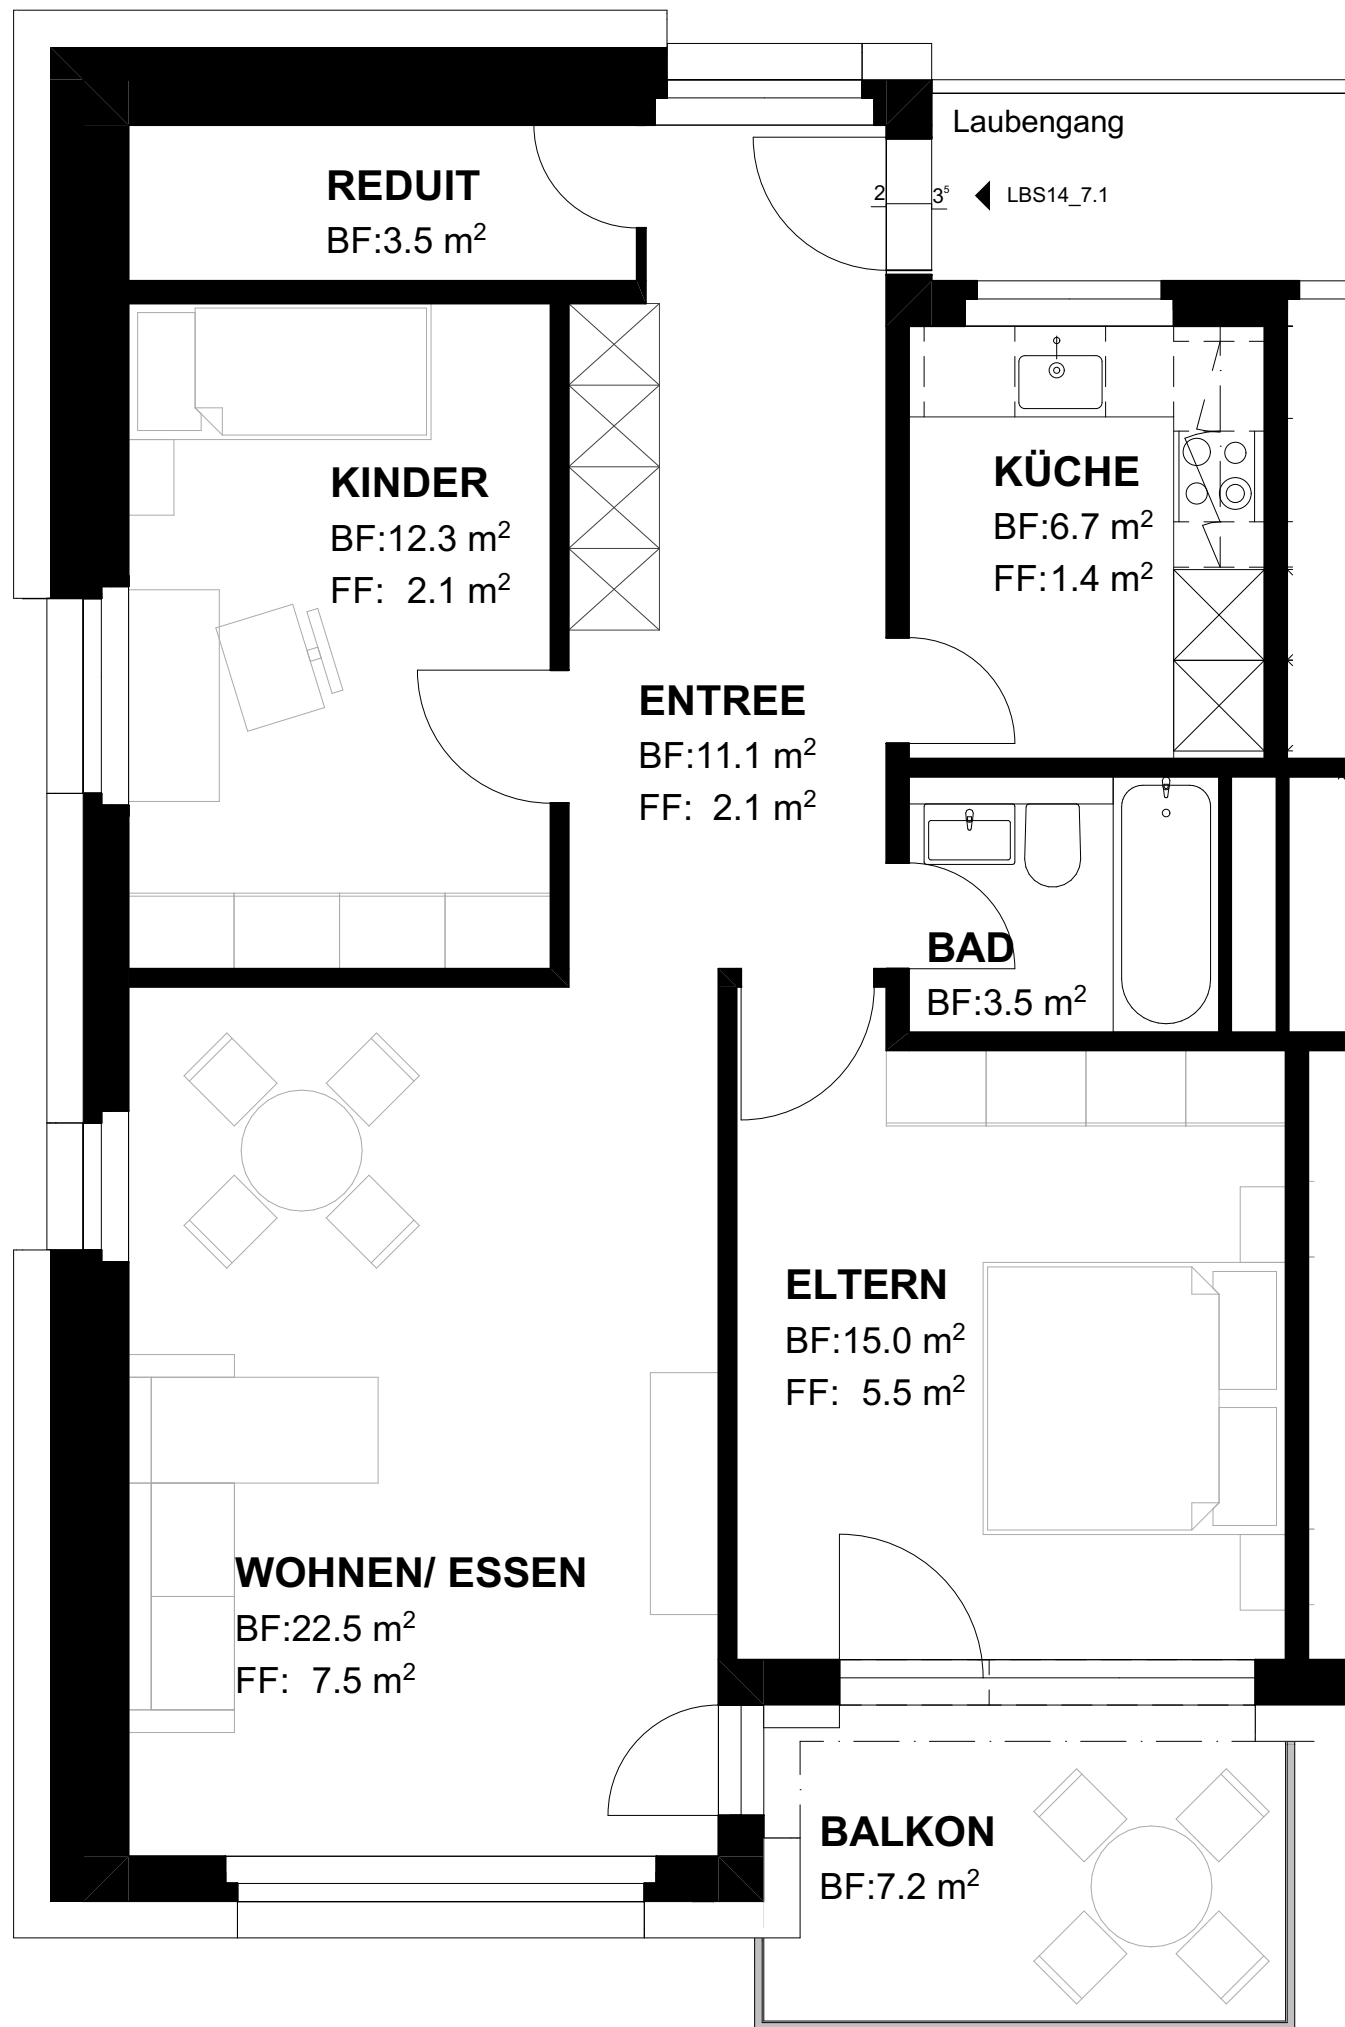 Laubengang
REDUIT
BF:3.5 m²
2 3⁵ LBS14_7.1
KINDER
BF:12.3 m²
FF: 2.1 m²
KÜCHE
BF:6.7 m²
FF:1.4 m²
ENTREE
BF:11.1 m²
FF: 2.1 m²
BAD
BF:3.5 m²
ELTERN
BF:15.0 m²
FF: 5.5 m²
WOHNEN/ ESSEN
BF:22.5 m²
FF: 7.5 m²
BALKON
BF:7.2 m²